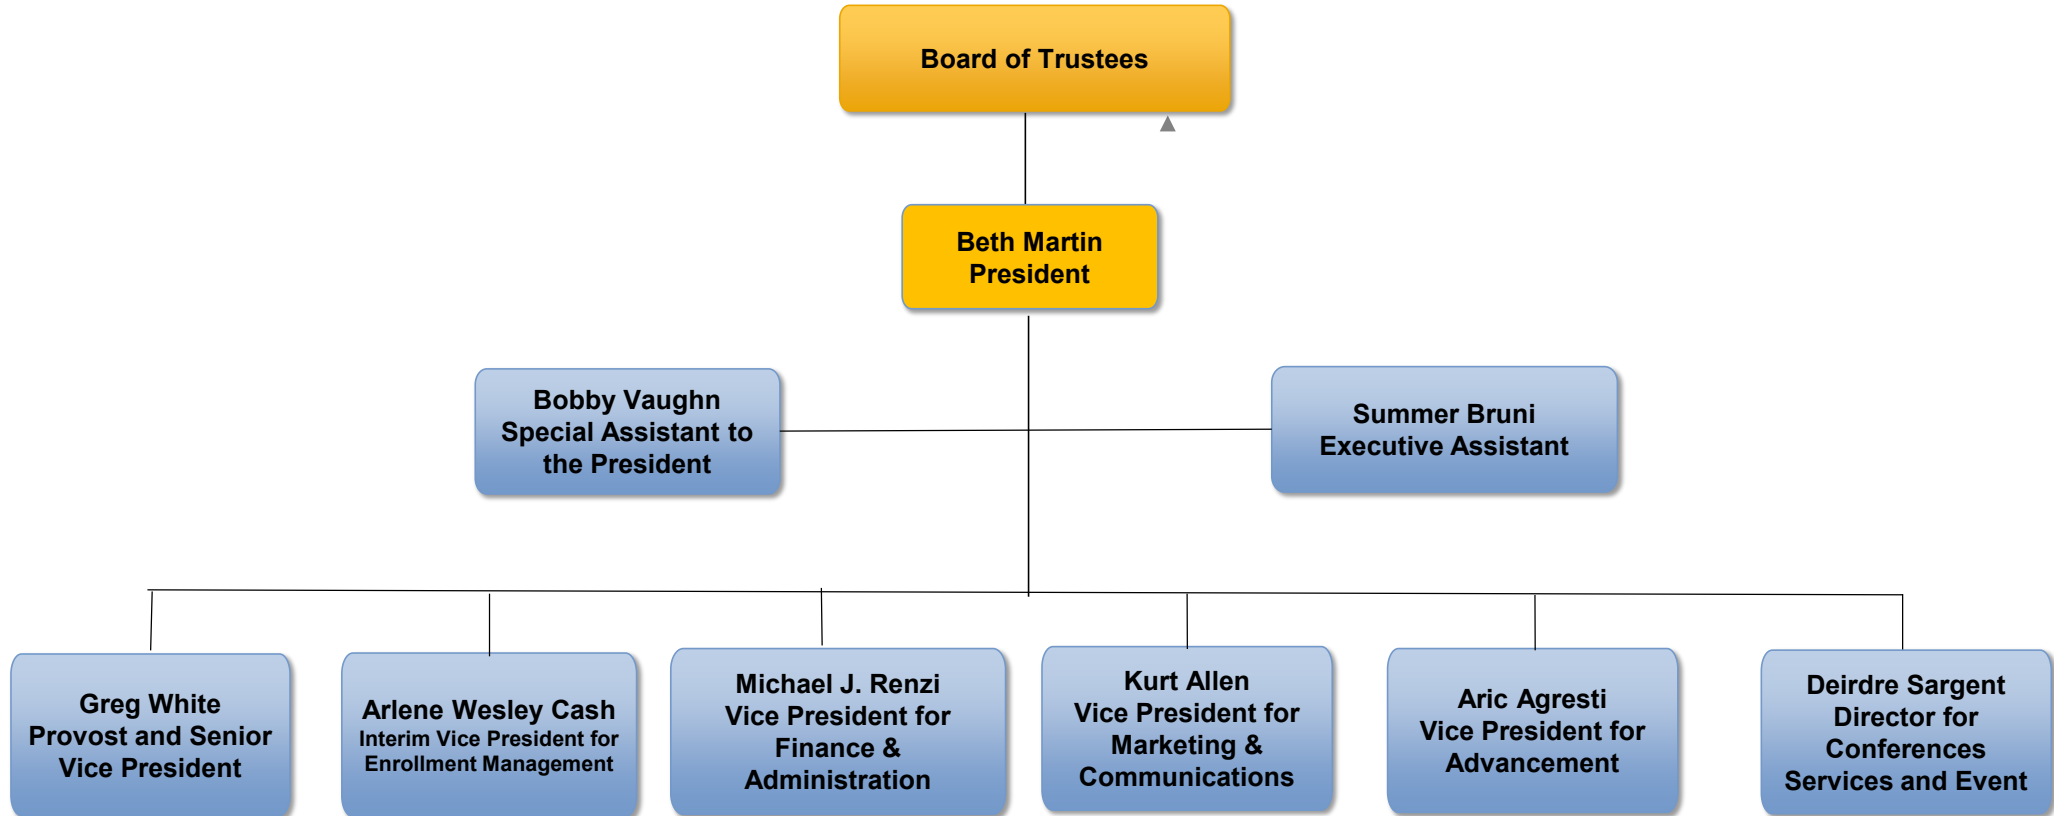 Board of Trustees
Beth Martin
President
Bobby Vaughn
Special Assistant to
the President
Summer Bruni
Executive Assistant
Greg White
Provost and Senior
Vice President
Arlene Wesley Cash
Interim Vice President for
Enrollment Management
Michael J. Renzi
Vice President for
Finance &
Administration
Kurt Allen
Vice President for
Marketing &
Communications
Aric Agresti
Vice President for
Advancement
Deirdre Sargent
Director for
Conferences
Services and Event